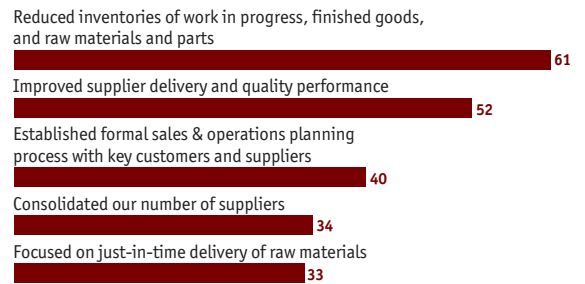 Reduced inventories of work in progress, finished goods,
and raw materials and parts
61
Improved supplier delivery and quality performance
52
Established formal sales & operations planning
process with key customers and suppliers
40
Consolidated our number of suppliers
34
Focused on just-in-time delivery of raw materials
33